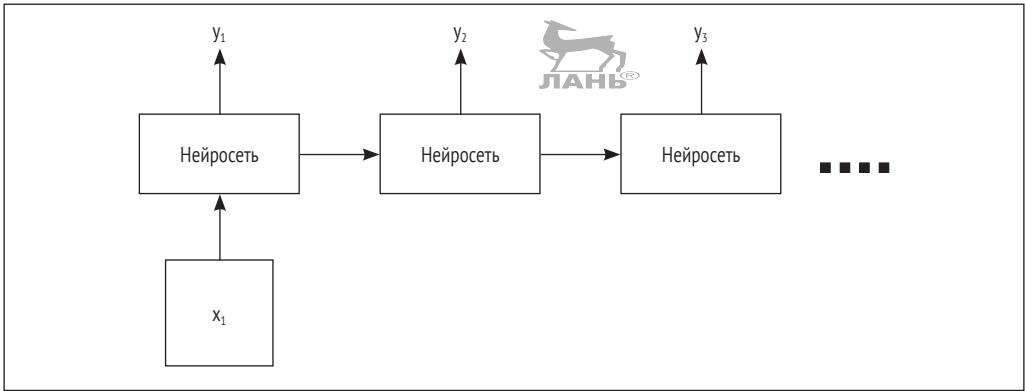 y₁ y₂ y₃
ЛАНЬ®
Нейросеть Нейросеть Нейросеть
x₁